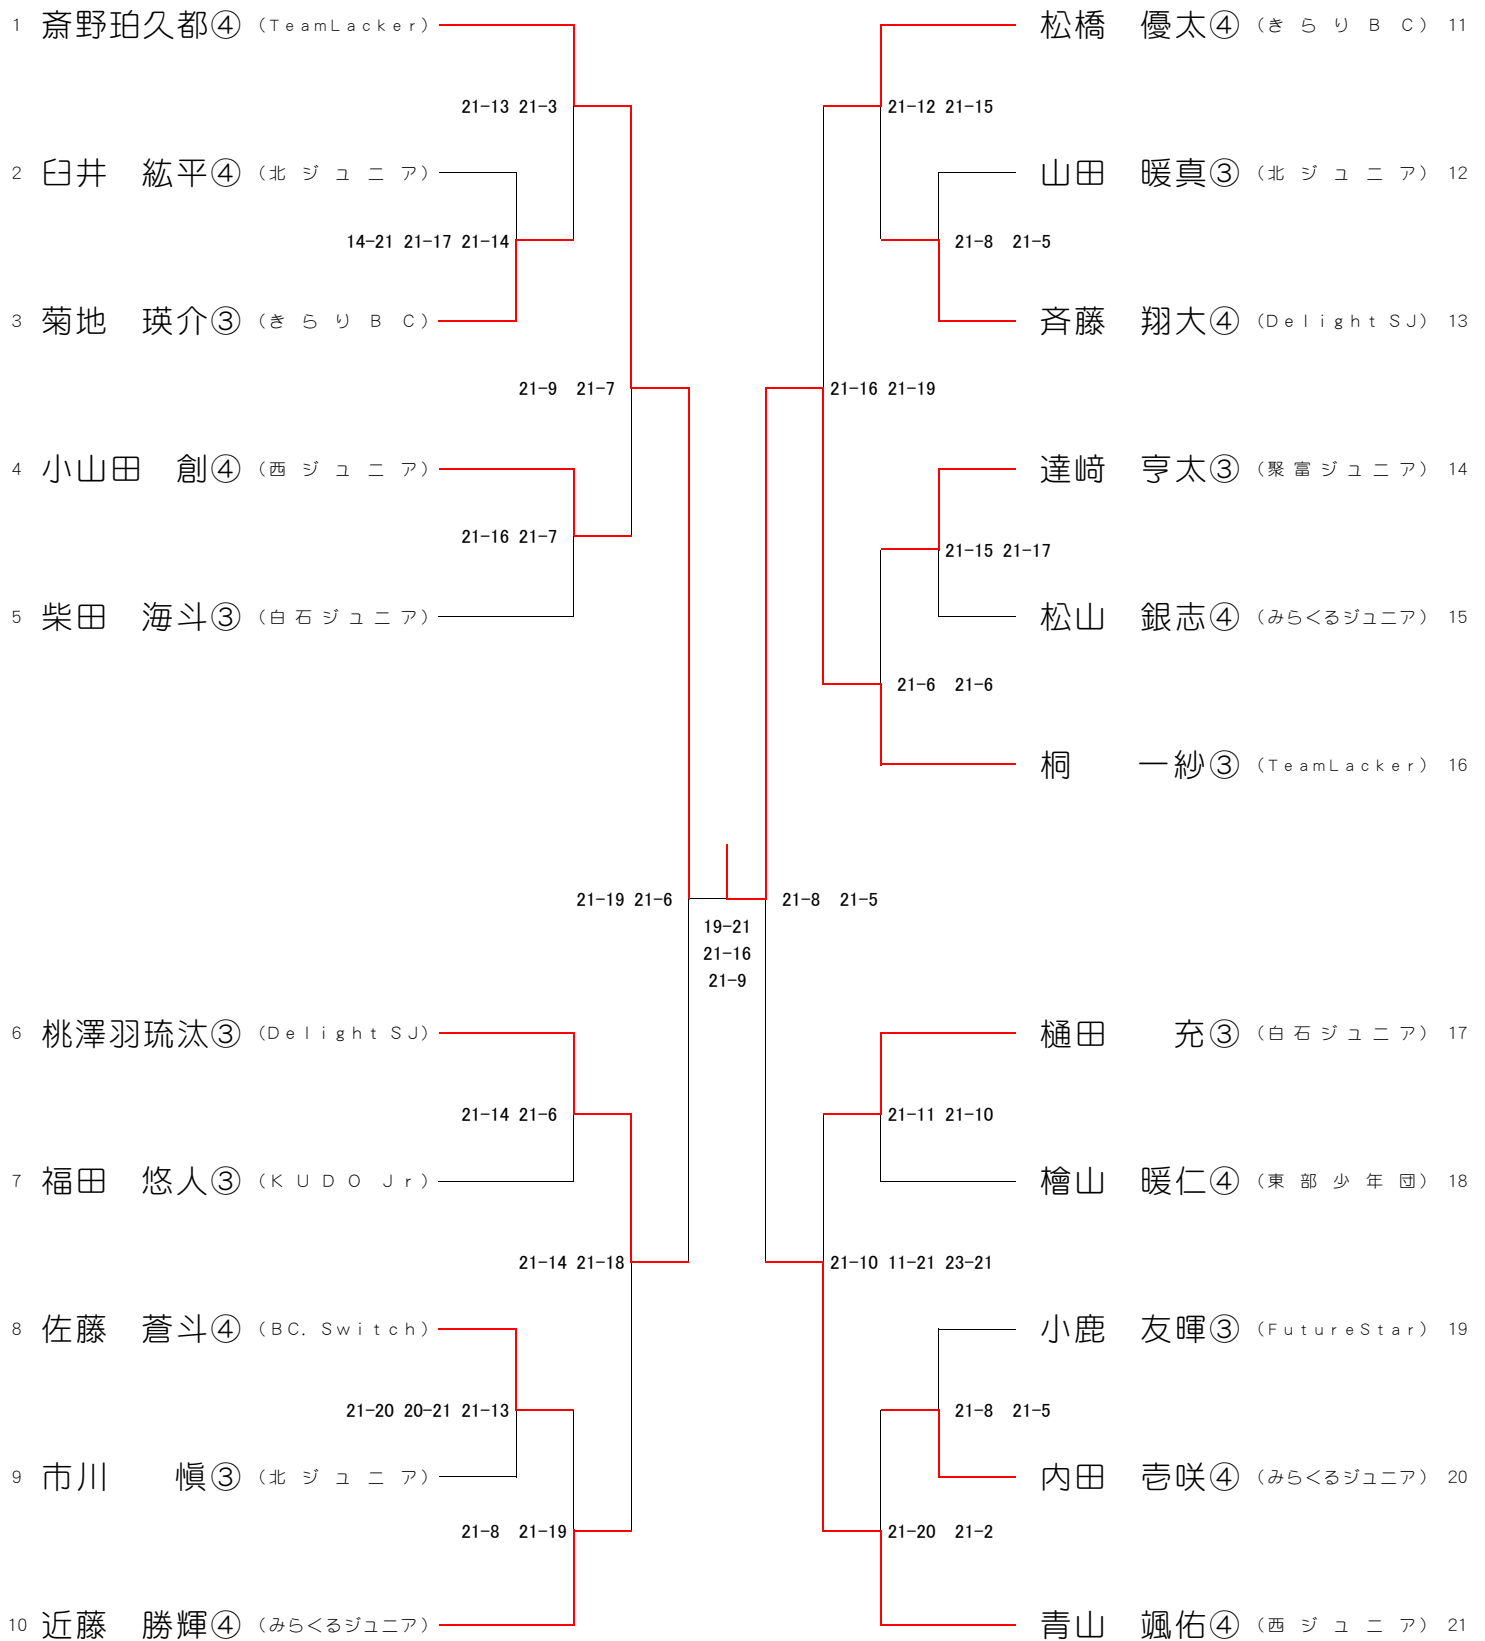 1 斎野珀久都④ (TeamLacker)
21-13 21-3
2 臼井 紘平④ (北ジュニア)
14-21 21-17 21-14
3 菊地 瑛介③ (きらりBC)
21-9 21-7
4 小山田 創④ (西ジュニア)
21-16 21-7
5 柴田 海斗③ (白石ジュニア)
21-19 21-6
6 桃澤羽琉汰③ (Delight SJ)
21-14 21-6
7 福田 悠人③ (KUDO Jr)
21-14 21-18
8 佐藤 蒼斗④ (BC. Switch)
21-20 20-21 21-13
9 市川 愼③ (北ジュニア)
21-8 21-19
10 近藤 勝輝④ (みらくるジュニア)
19-21
21-16
21-9
松橋 優太④ (きらりBC) 11
21-12 21-15
山田 暖真③ (北ジュニア) 12
21-8 21-5
斉藤 翔大④ (Delight SJ) 13
21-16 21-19
達﨑 亨太③ (聚富ジュニア) 14
21-15 21-17
松山 銀志④ (みらくるジュニア) 15
21-6 21-6
桐 一紗③ (TeamLacker) 16
21-8 21-5
樋田 充③ (白石ジュニア) 17
21-11 21-10
檜山 暖仁④ (東部少年団) 18
21-10 11-21 23-21
小鹿 友暉③ (FutureStar) 19
21-8 21-5
内田 壱咲④ (みらくるジュニア) 20
21-20 21-2
青山 颯佑④ (西ジュニア) 21